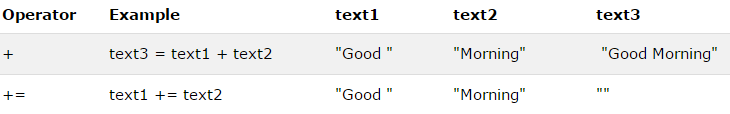 Operator Example text1 text2 text3
+ text3 = text1 + text2 "Good " "Morning" "Good Morning"
+= text1 += text2 "Good " "Morning" ""